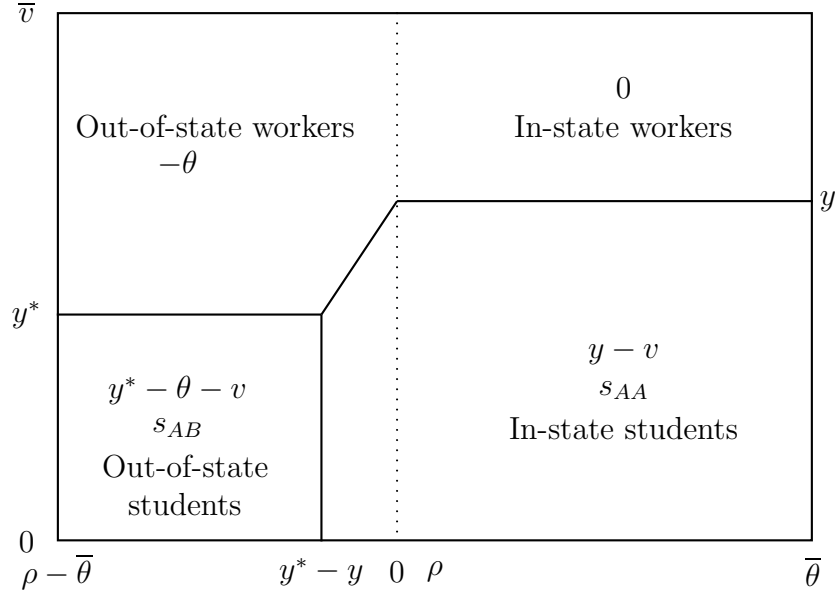 v̅
0
Out-of-state workers
−θ
In-state workers
y
y*
y − v
y* − θ − v
s_AA
s_AB
In-state students
Out-of-state
students
0
ρ − θ̅
y* − y
0
ρ
θ̅